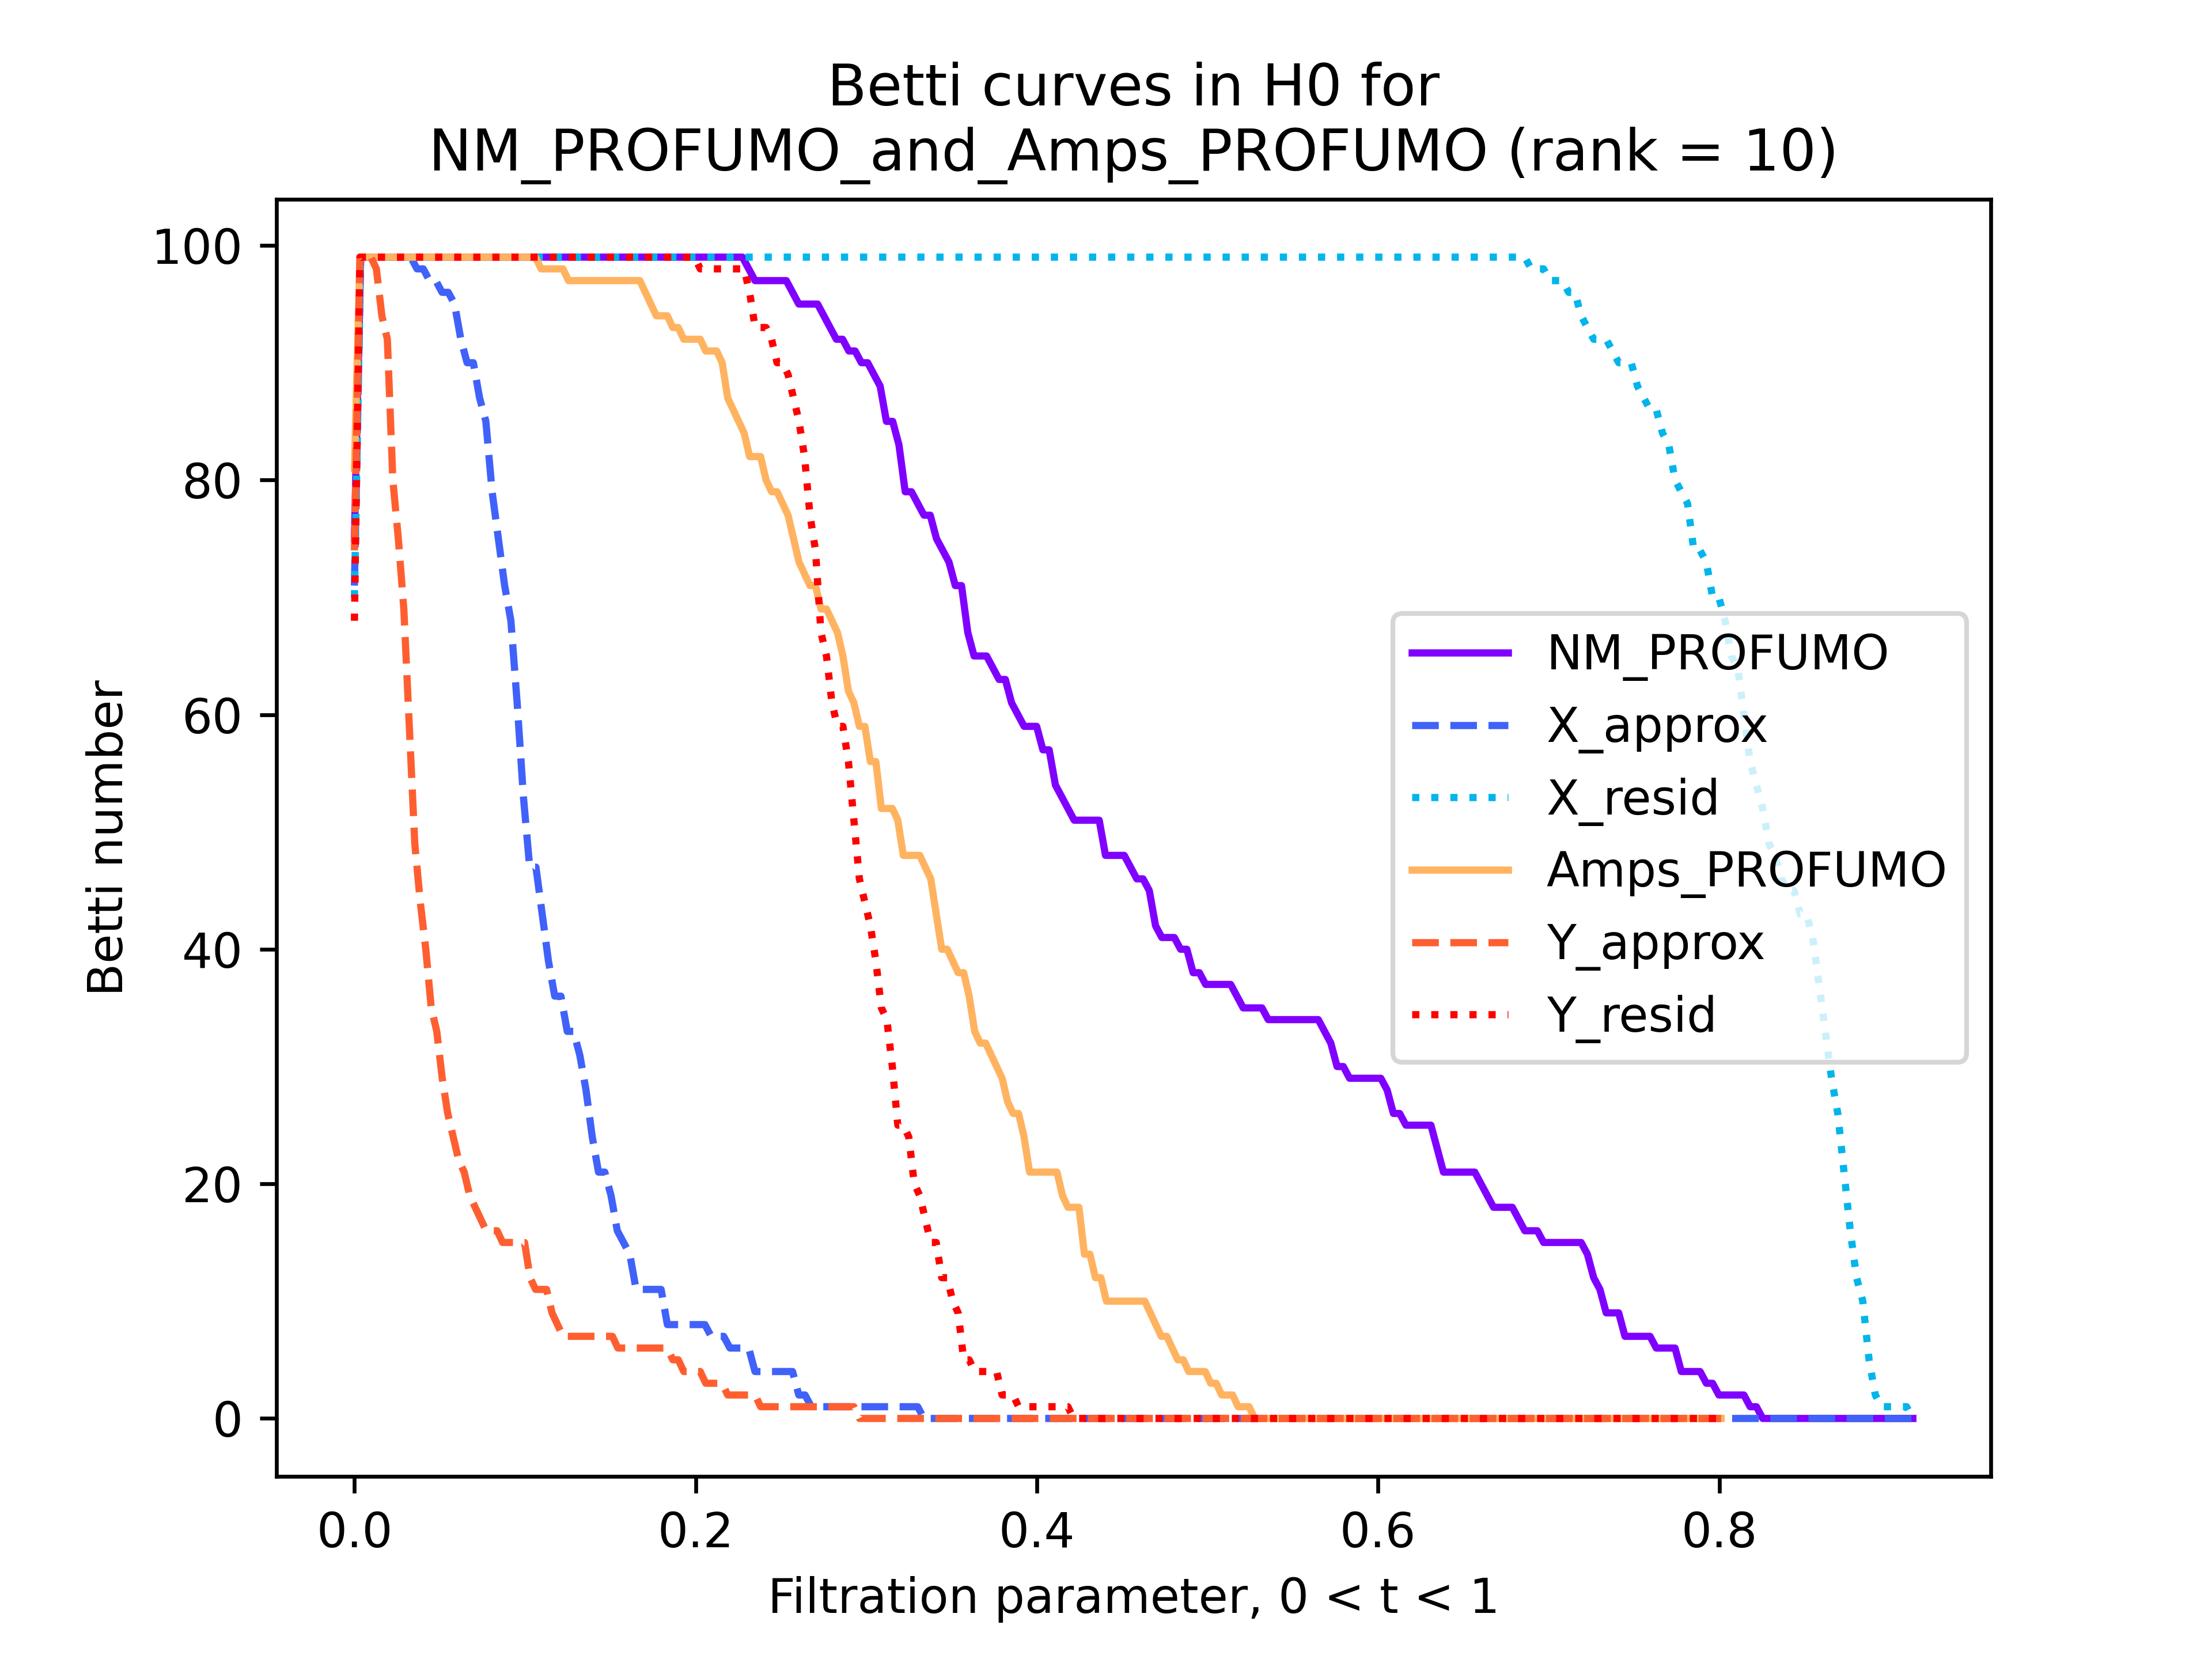 Betti curves in H0 for
NM_PROFUMO_and_Amps_PROFUMO (rank = 10)
100
80
60
40
20
0
Betti number
NM_PROFUMO
X_approx
X_resid
Amps_PROFUMO
Y_approx
Y_resid
0.0 0.2 0.4 0.6 0.8
Filtration parameter, 0 < t < 1